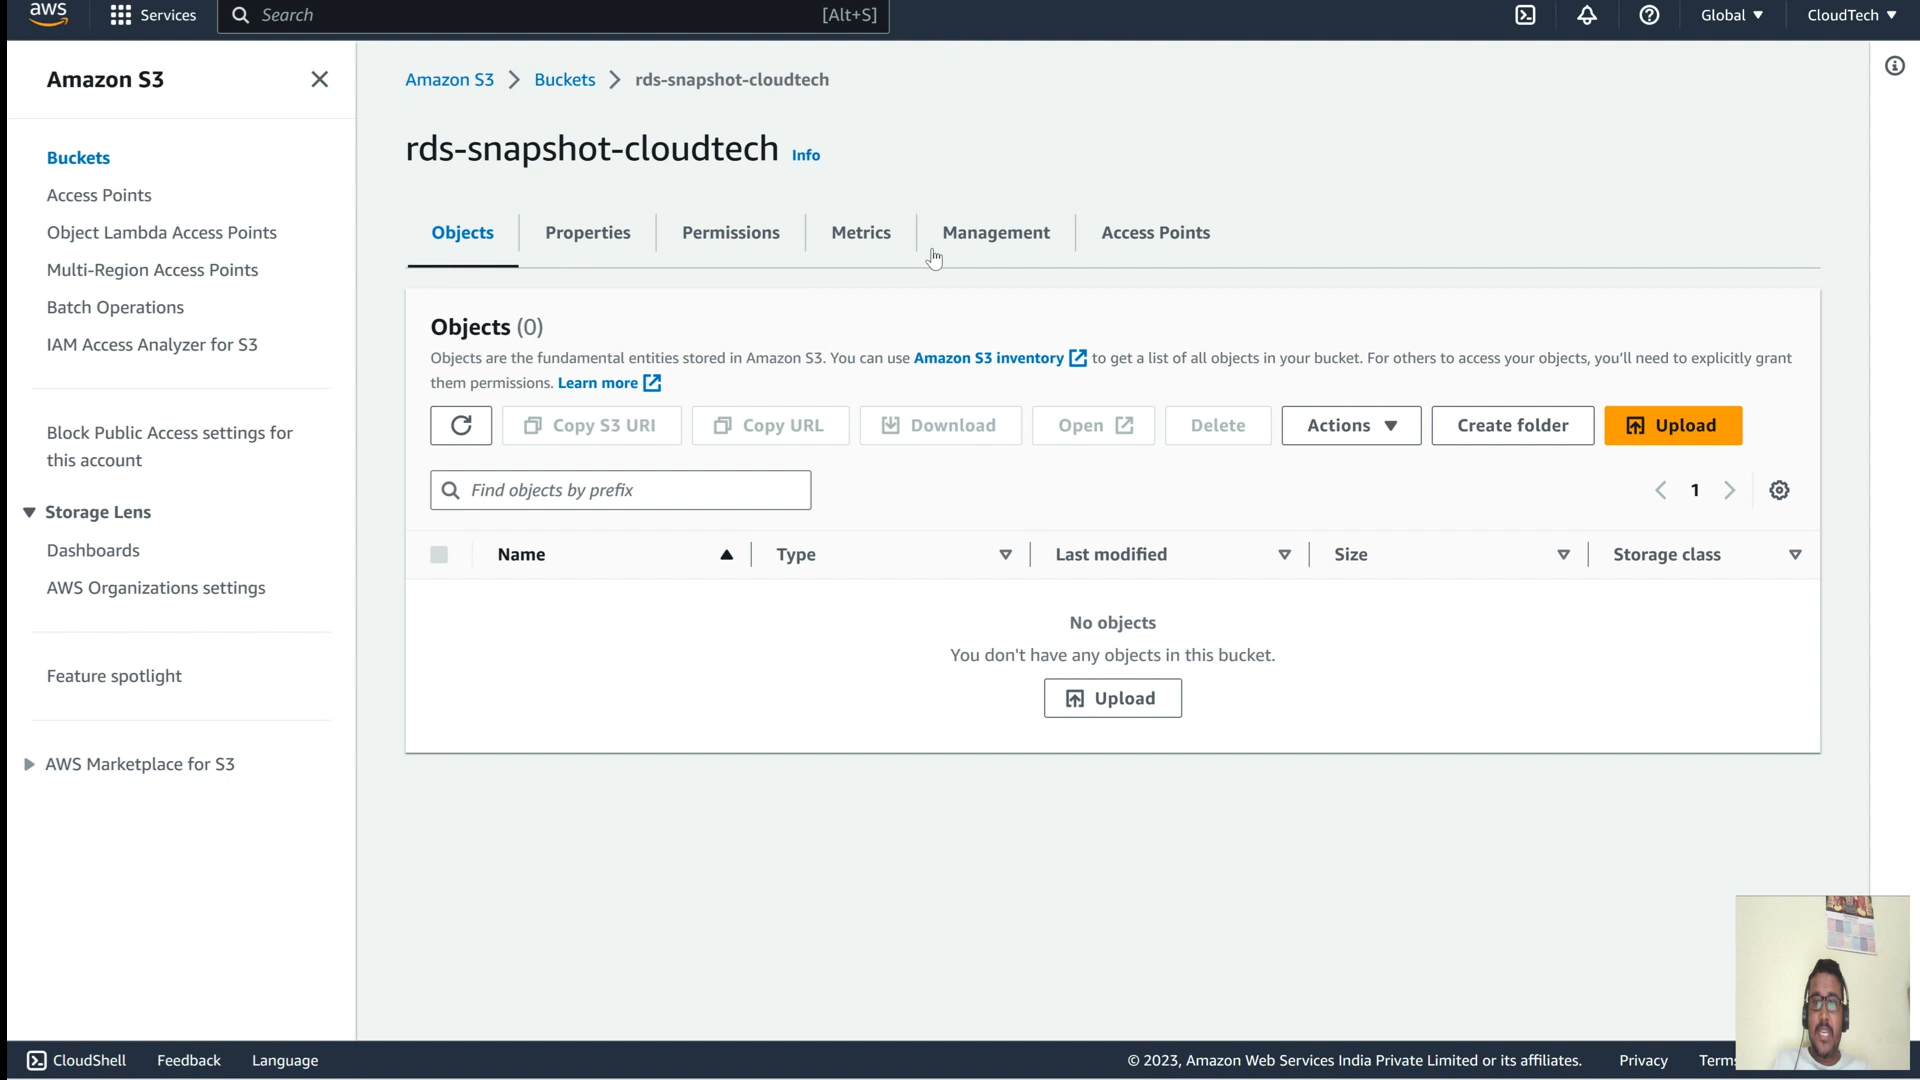 aws
Services
Search
[Alt+S]
Global
CloudTech
Amazon S3
Buckets
Access Points
Object Lambda Access Points
Multi-Region Access Points
Batch Operations
IAM Access Analyzer for S3
Block Public Access settings for
this account
Storage Lens
Dashboards
AWS Organizations settings
Feature spotlight
AWS Marketplace for S3
Amazon S3 > Buckets > rds-snapshot-cloudtech
rds-snapshot-cloudtech Info
Objects
Properties
Permissions
Metrics
Management
Access Points
Objects (0)
Objects are the fundamental entities stored in Amazon S3. You can use Amazon S3 inventory to get a list of all objects in your bucket. For others to access your objects, you'll need to explicitly grant
them permissions. Learn more
Copy S3 URI
Copy URL
Download
Open
Delete
Actions
Create folder
Upload
Find objects by prefix
1
Name
Type
Last modified
Size
Storage class
No objects
You don't have any objects in this bucket.
Upload
CloudShell
Feedback
Language
© 2023, Amazon Web Services India Private Limited or its affiliates.
Privacy